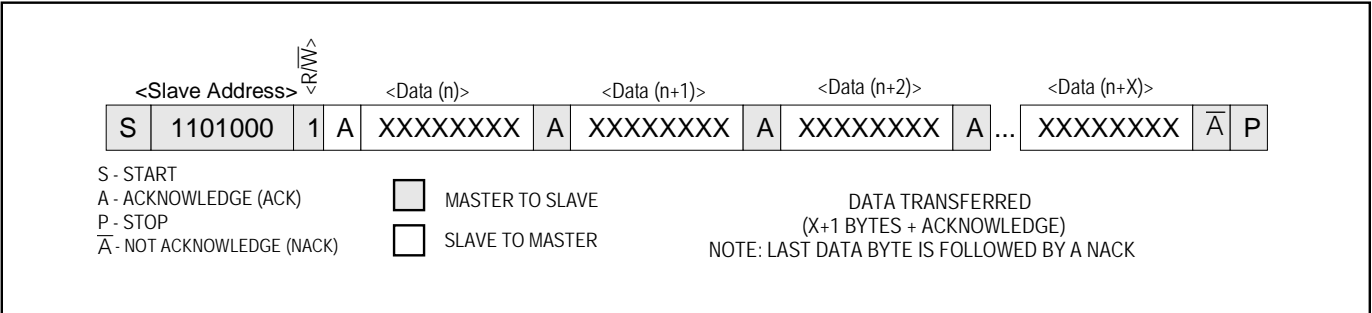 <Slave Address> <R/W̅> <Data (n)> <Data (n+1)> <Data (n+2)> <Data (n+X)>
S 1101000 1 A XXXXXXXX A XXXXXXXX A XXXXXXXX A ... XXXXXXXX A̅ P
S - START
A - ACKNOWLEDGE (ACK)
P - STOP
A̅ - NOT ACKNOWLEDGE (NACK)
MASTER TO SLAVE
SLAVE TO MASTER
DATA TRANSFERRED
(X+1 BYTES + ACKNOWLEDGE)
NOTE: LAST DATA BYTE IS FOLLOWED BY A NACK